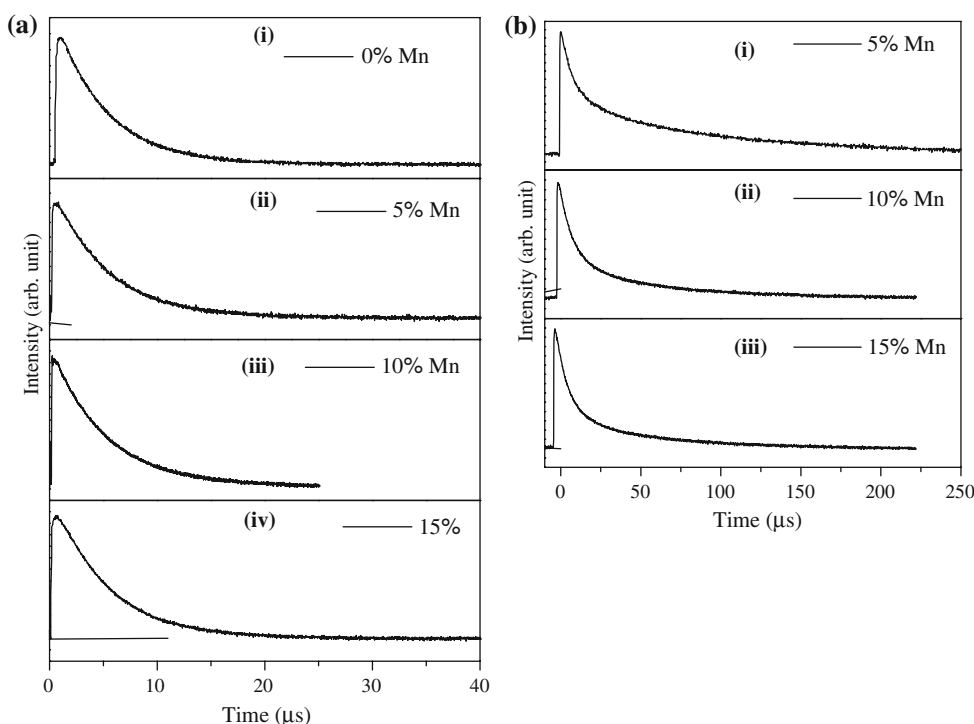 (a)
(i)
0% Mn
(ii)
5% Mn
(iii)
10% Mn
(iv)
15%
Intensity (arb. unit)
0 10 20 30 40
Time (μs)
(b)
(i)
5% Mn
(ii)
10% Mn
(iii)
15% Mn
Intensity (arb. unit)
0 50 100 150 200 250
Time (μs)